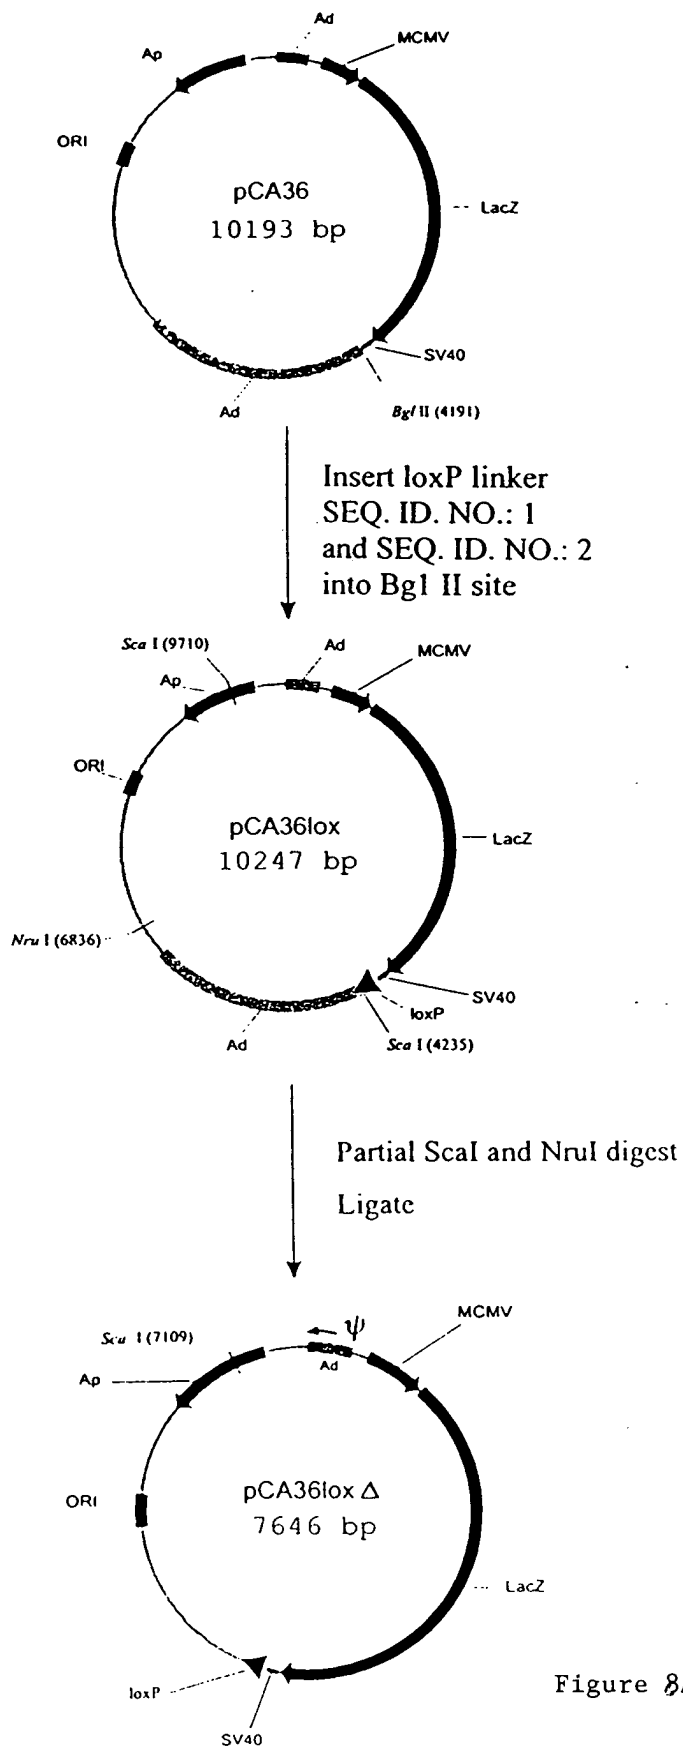 Ad
MCMV
Ap
ORI
pCA36
10193 bp
LacZ
SV40
Bgl II (4191)
Ad
Insert loxP linker
SEQ. ID. NO.: 1
and SEQ. ID. NO.: 2
into Bgl II site
Sca I (9710)
Ad
MCMV
Ap
ORI
pCA36lox
10247 bp
LacZ
Nru I (6836)
SV40
loxP
Ad
Sca I (4235)
Partial ScaI and NruI digest
Ligate
MCMV
Sca I (7109)
ψ
Ad
Ap
ORI
pCA36lox Δ
7646 bp
LacZ
loxP
SV40
Figure 8